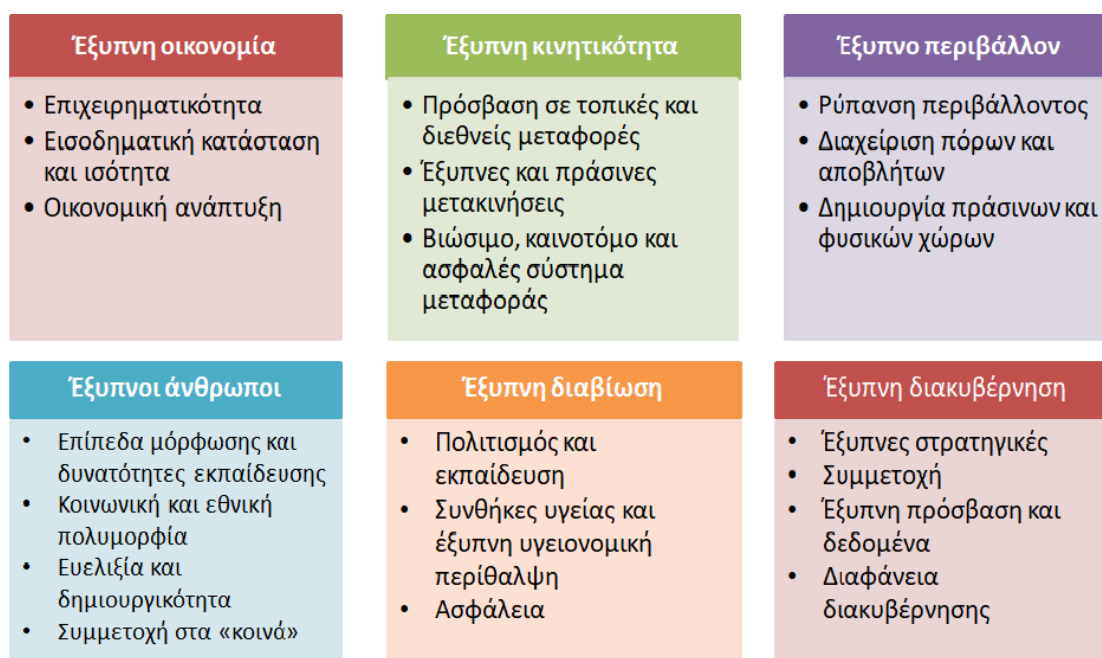 Έξυπνη οικονομία
• Επιχειρηματικότητα
• Εισοδηματική κατάσταση
και ισότητα
• Οικονομική ανάπτυξη
Έξυπνη κινητικότητα
• Πρόσβαση σε τοπικές και
διεθνείς μεταφορές
• Έξυπνες και πράσινες
μετακινήσεις
• Βιώσιμο, καινοτόμο και
ασφαλές σύστημα
μεταφοράς
Έξυπνο περιβάλλον
• Ρύπανση περιβάλλοντος
• Διαχείριση πόρων και
αποβλήτων
• Δημιουργία πράσινων και
φυσικών χώρων
Έξυπνοι άνθρωποι
• Επίπεδα μόρφωσης και
δυνατότητες εκπαίδευσης
• Κοινωνική και εθνική
πολυμορφία
• Ευελιξία και
δημιουργικότητα
• Συμμετοχή στα «κοινά»
Έξυπνη διαβίωση
• Πολιτισμός και
εκπαίδευση
• Συνθήκες υγείας και
έξυπνη υγειονομική
περίθαλψη
• Ασφάλεια
Έξυπνη διακυβέρνηση
• Έξυπνες στρατηγικές
• Συμμετοχή
• Έξυπνη πρόσβαση και
δεδομένα
• Διαφάνεια
διακυβέρνησης